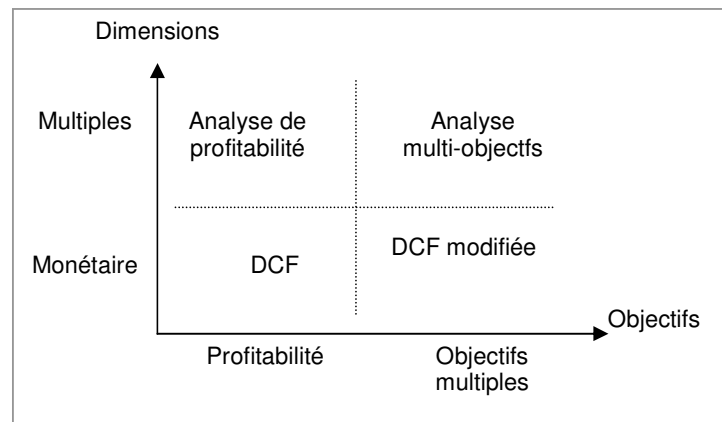 Dimensions
Multiples
Analyse de
profitabilité
Analyse
multi-objectfs
Monétaire
DCF
DCF modifiée
Objectifs
Profitabilité
Objectifs
multiples